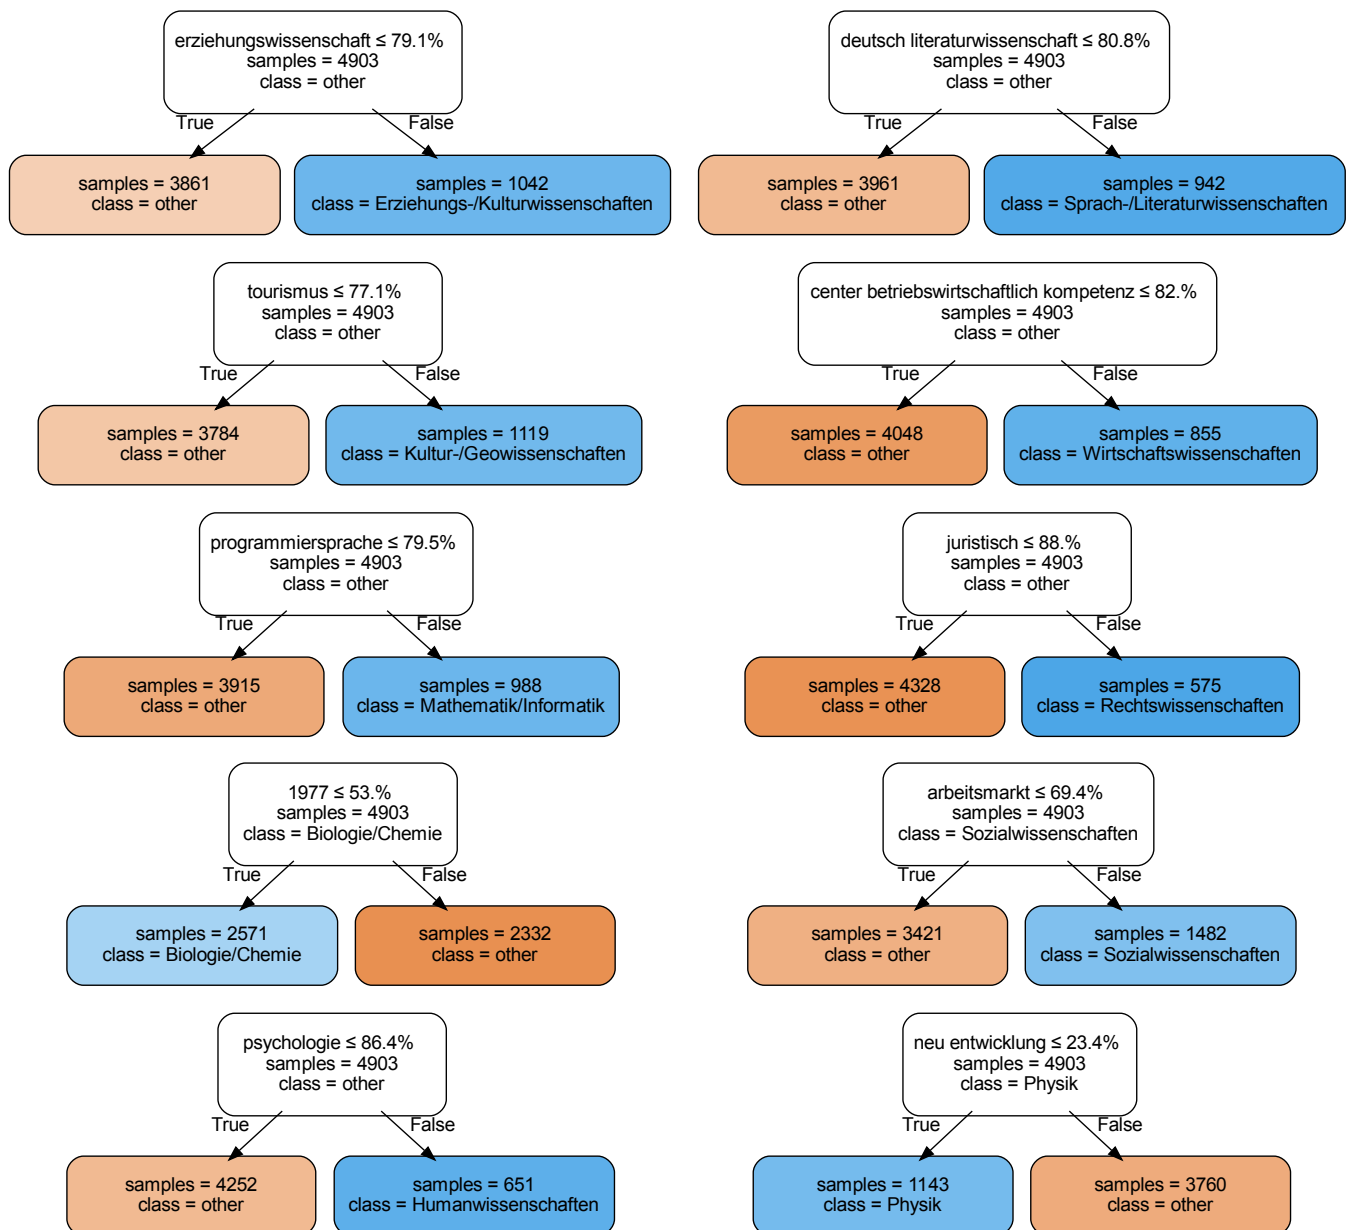 erziehungswissenschaft ≤ 79.1%
samples = 4903
class = other
True
False
samples = 3861
class = other
samples = 1042
class = Erziehungs-/Kulturwissenschaften
deutsch literaturwissenschaft ≤ 80.8%
samples = 4903
class = other
True
False
samples = 3961
class = other
samples = 942
class = Sprach-/Literaturwissenschaften
tourismus ≤ 77.1%
samples = 4903
class = other
True
False
samples = 3784
class = other
samples = 1119
class = Kultur-/Geowissenschaften
center betriebswirtschaftlich kompetenz ≤ 82.%
samples = 4903
class = other
True
False
samples = 4048
class = other
samples = 855
class = Wirtschaftswissenschaften
programmiersprache ≤ 79.5%
samples = 4903
class = other
True
False
samples = 3915
class = other
samples = 988
class = Mathematik/Informatik
juristisch ≤ 88.%
samples = 4903
class = other
True
False
samples = 4328
class = other
samples = 575
class = Rechtswissenschaften
1977 ≤ 53.%
samples = 4903
class = Biologie/Chemie
True
False
samples = 2571
class = Biologie/Chemie
samples = 2332
class = other
arbeitsmarkt ≤ 69.4%
samples = 4903
class = Sozialwissenschaften
True
False
samples = 3421
class = other
samples = 1482
class = Sozialwissenschaften
psychologie ≤ 86.4%
samples = 4903
class = other
True
False
samples = 4252
class = other
samples = 651
class = Humanwissenschaften
neu entwicklung ≤ 23.4%
samples = 4903
class = Physik
True
False
samples = 1143
class = Physik
samples = 3760
class = other